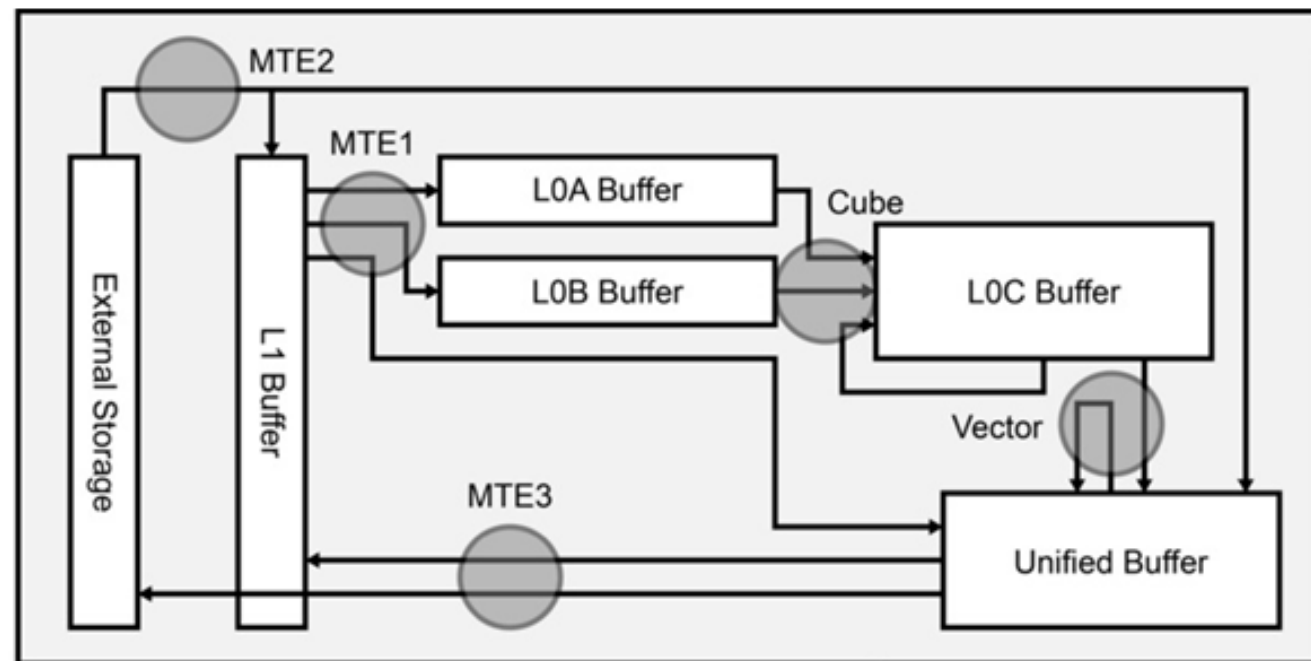 MTE2
MTE1
L0A Buffer
Cube
L0B Buffer
L0C Buffer
External Storage
L1 Buffer
Vector
MTE3
Unified Buffer